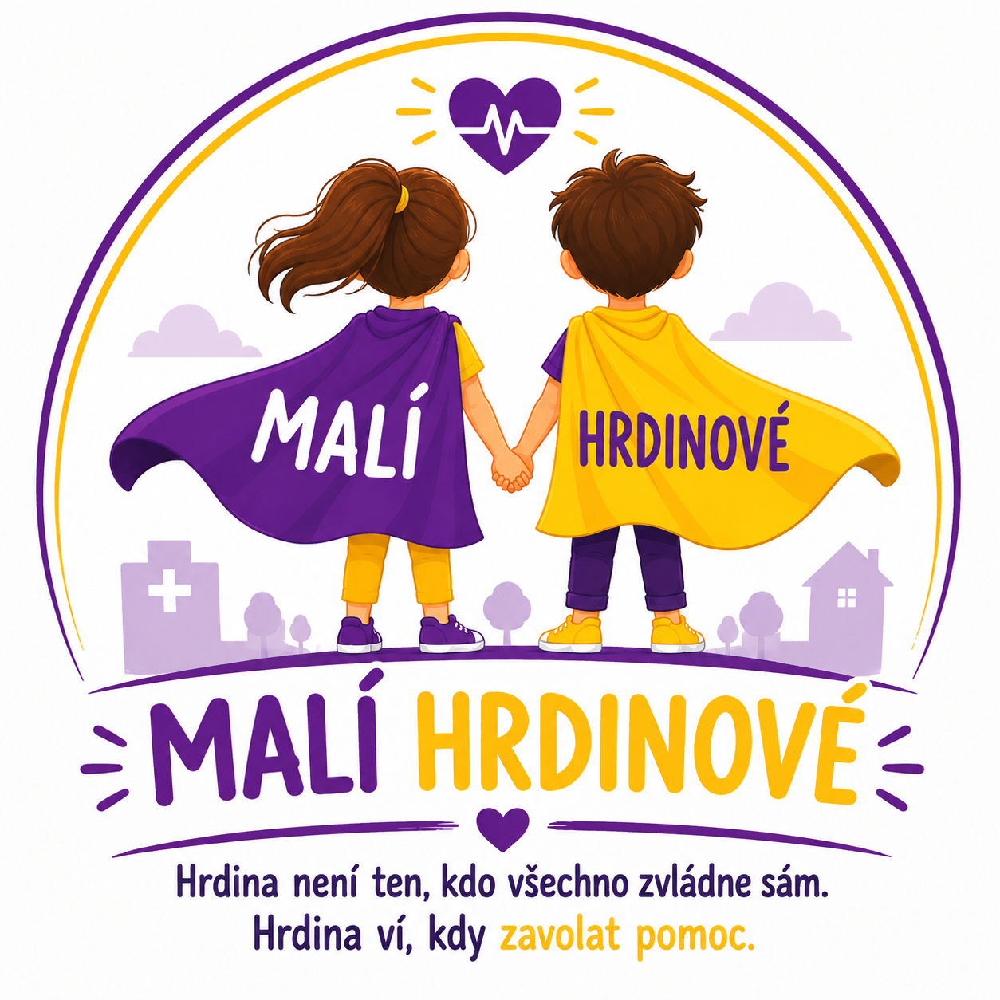 MALÍ
HRDINOVÉ
MALÍ HRDINOVÉ
Hrdina není ten, kdo všechno zvládne sám.
Hrdina ví, kdy zavolat pomoc.